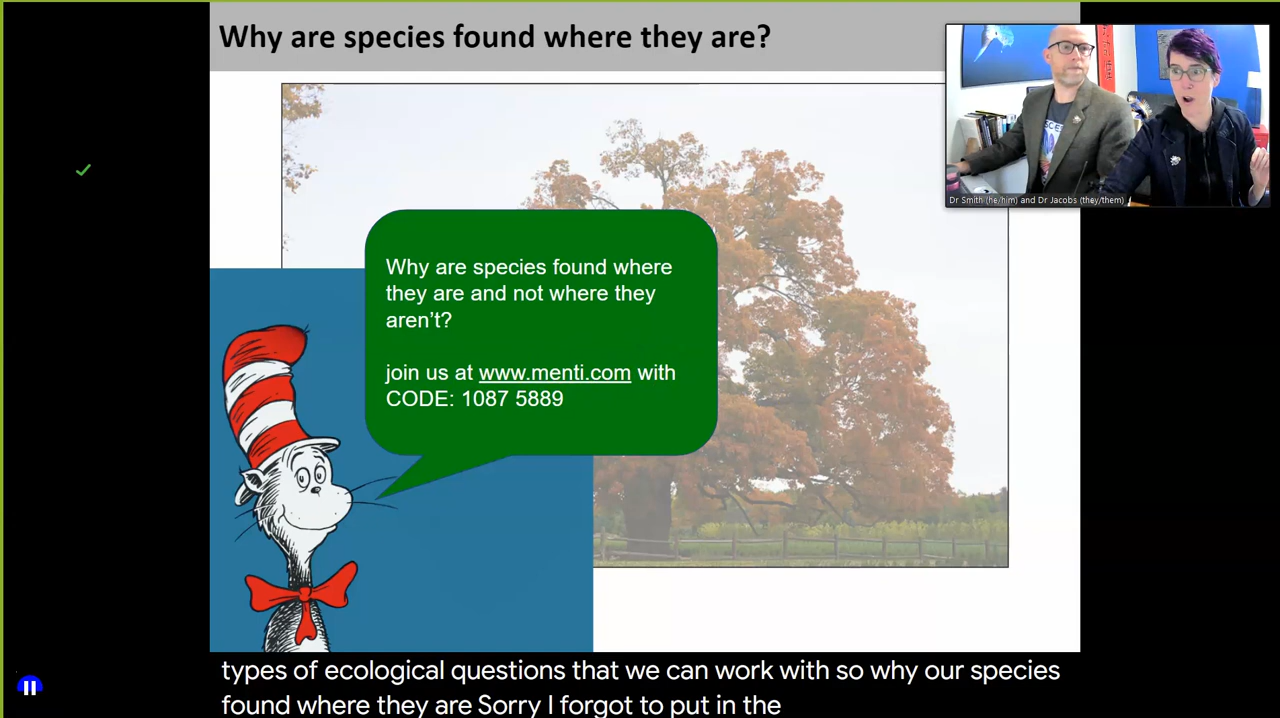 Why are species found where they are?
Dr Smith (he/him) and Dr Jacobs (they/them)
Why are species found where
they are and not where they
aren't?
join us at www.menti.com with
CODE: 1087 5889
types of ecological questions that we can work with so why our species
found where they are Sorry I forgot to put in the